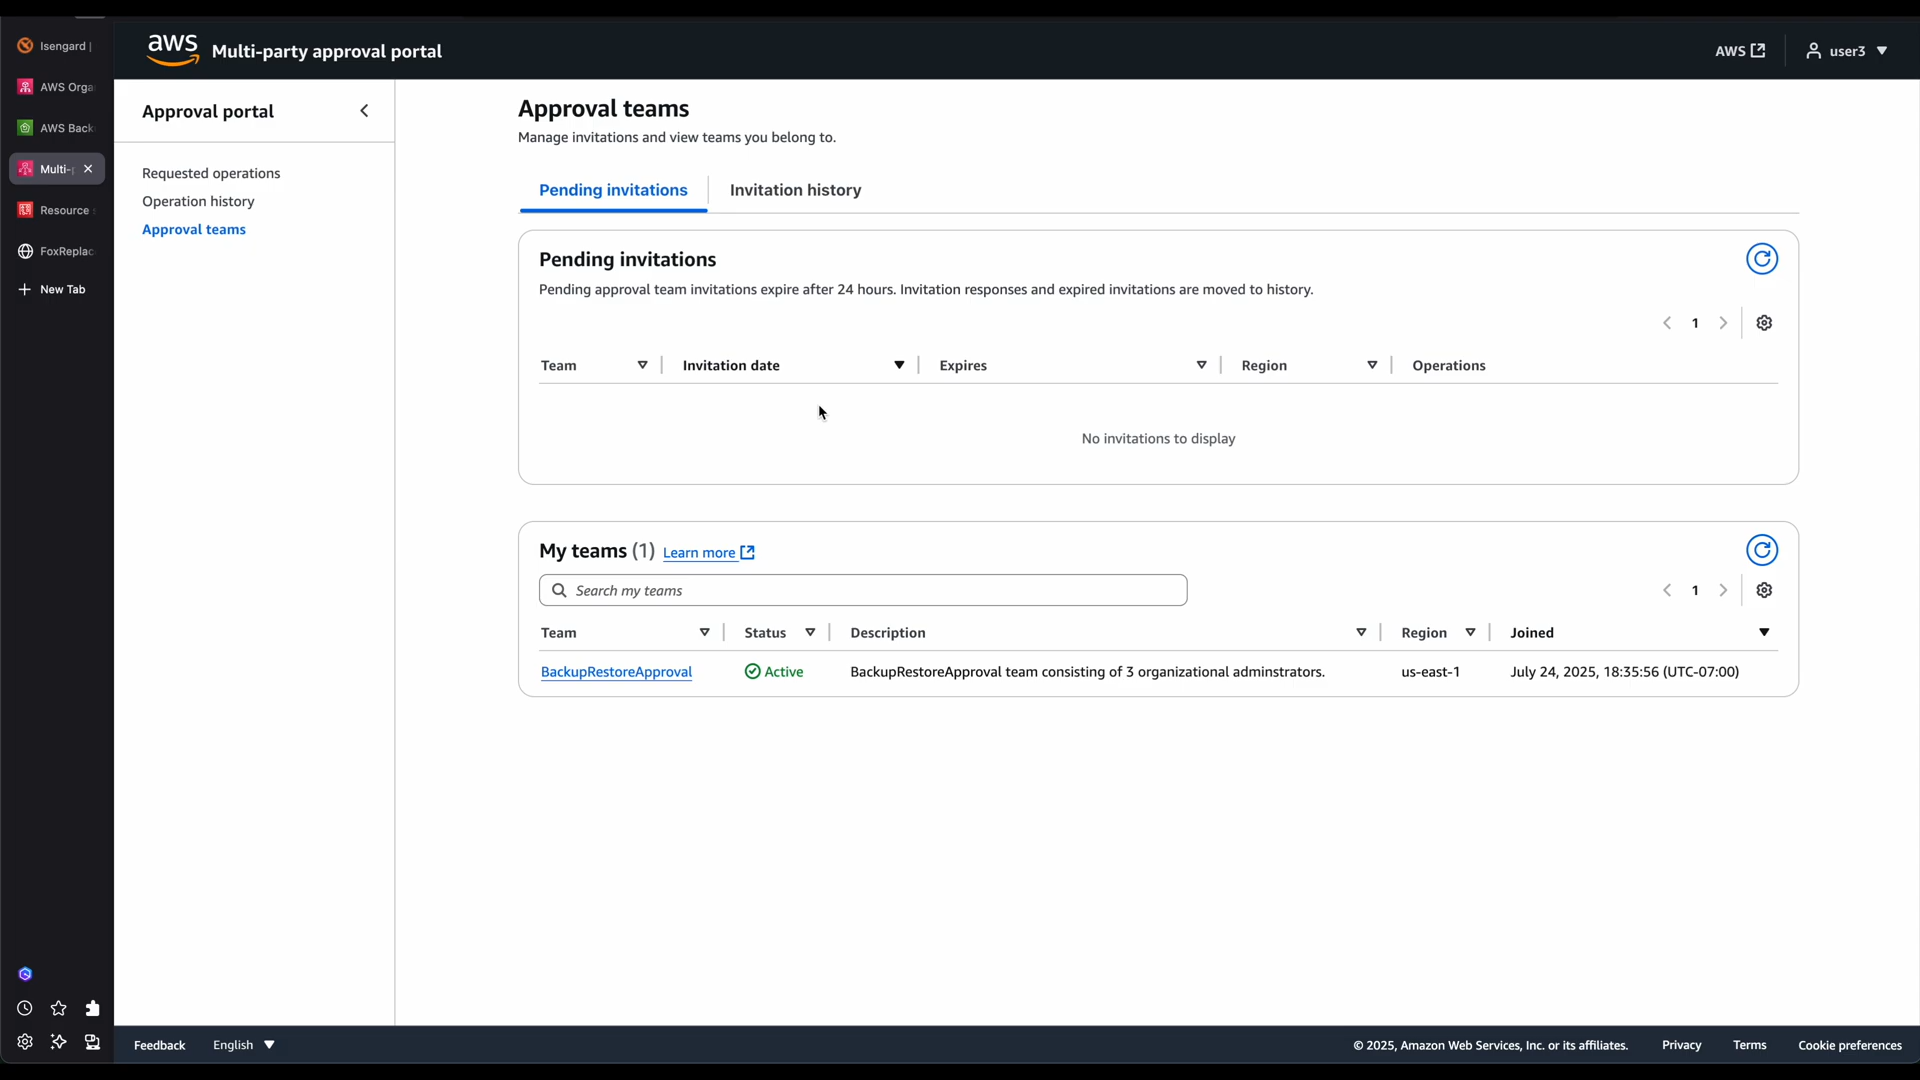 Isengard |
aws
Multi-party approval portal
AWS
user3
AWS Orga
AWS Back
Multi-p
Resource
FoxReplac
New Tab
Approval portal
Requested operations
Operation history
Approval teams
Approval teams
Manage invitations and view teams you belong to.
Pending invitations
Invitation history
Pending invitations
Pending approval team invitations expire after 24 hours. Invitation responses and expired invitations are moved to history.
1
Team
Invitation date
Expires
Region
Operations
No invitations to display
My teams (1) Learn more
Search my teams
1
Team
Status
Description
Region
Joined
BackupRestoreApproval
Active
BackupRestoreApproval team consisting of 3 organizational adminstrators.
us-east-1
July 24, 2025, 18:35:56 (UTC-07:00)
Feedback
English
© 2025, Amazon Web Services, Inc. or its affiliates.
Privacy
Terms
Cookie preferences